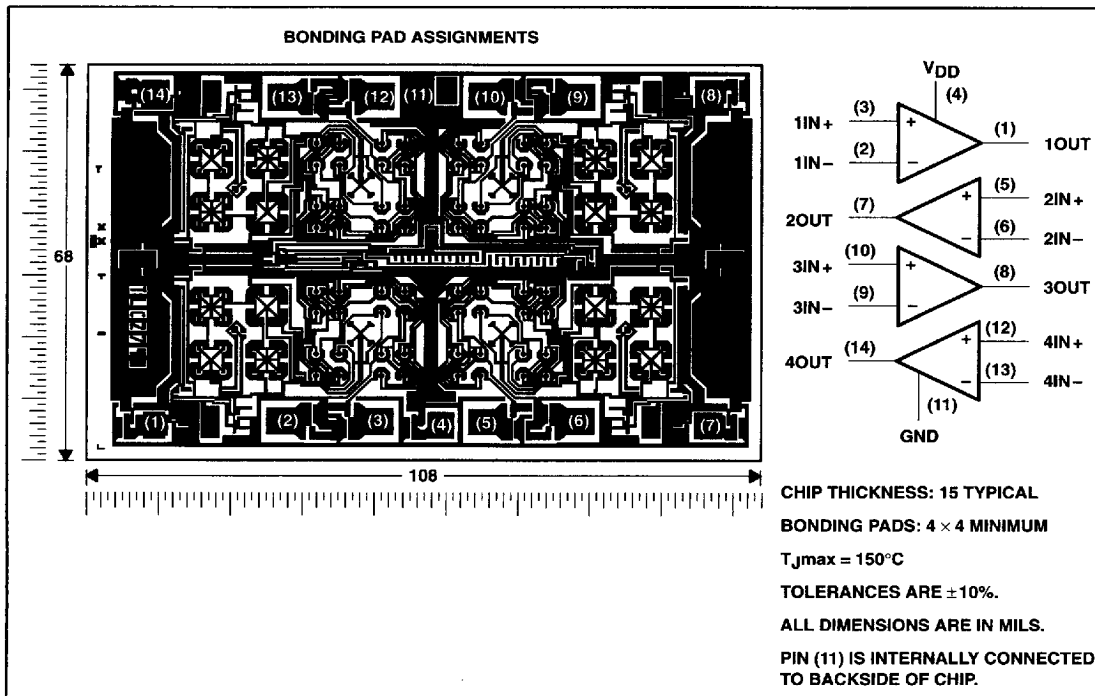 BONDING PAD ASSIGNMENTS
(14) (13) (12) (11) (10) (9) (8)
68
(1) (2) (3) (4) (5) (6) (7)
108
VDD
(4)
1IN+ (3) + (1) 1OUT
1IN− (2) −
2OUT (7) + (5) 2IN+
− (6) 2IN−
3IN+ (10) + (8) 3OUT
3IN− (9) −
4OUT (14) + (12) 4IN+
− (13) 4IN−
(11)
GND
CHIP THICKNESS: 15 TYPICAL
BONDING PADS: 4 × 4 MINIMUM
TJmax = 150°C
TOLERANCES ARE ±10%.
ALL DIMENSIONS ARE IN MILS.
PIN (11) IS INTERNALLY CONNECTED
TO BACKSIDE OF CHIP.